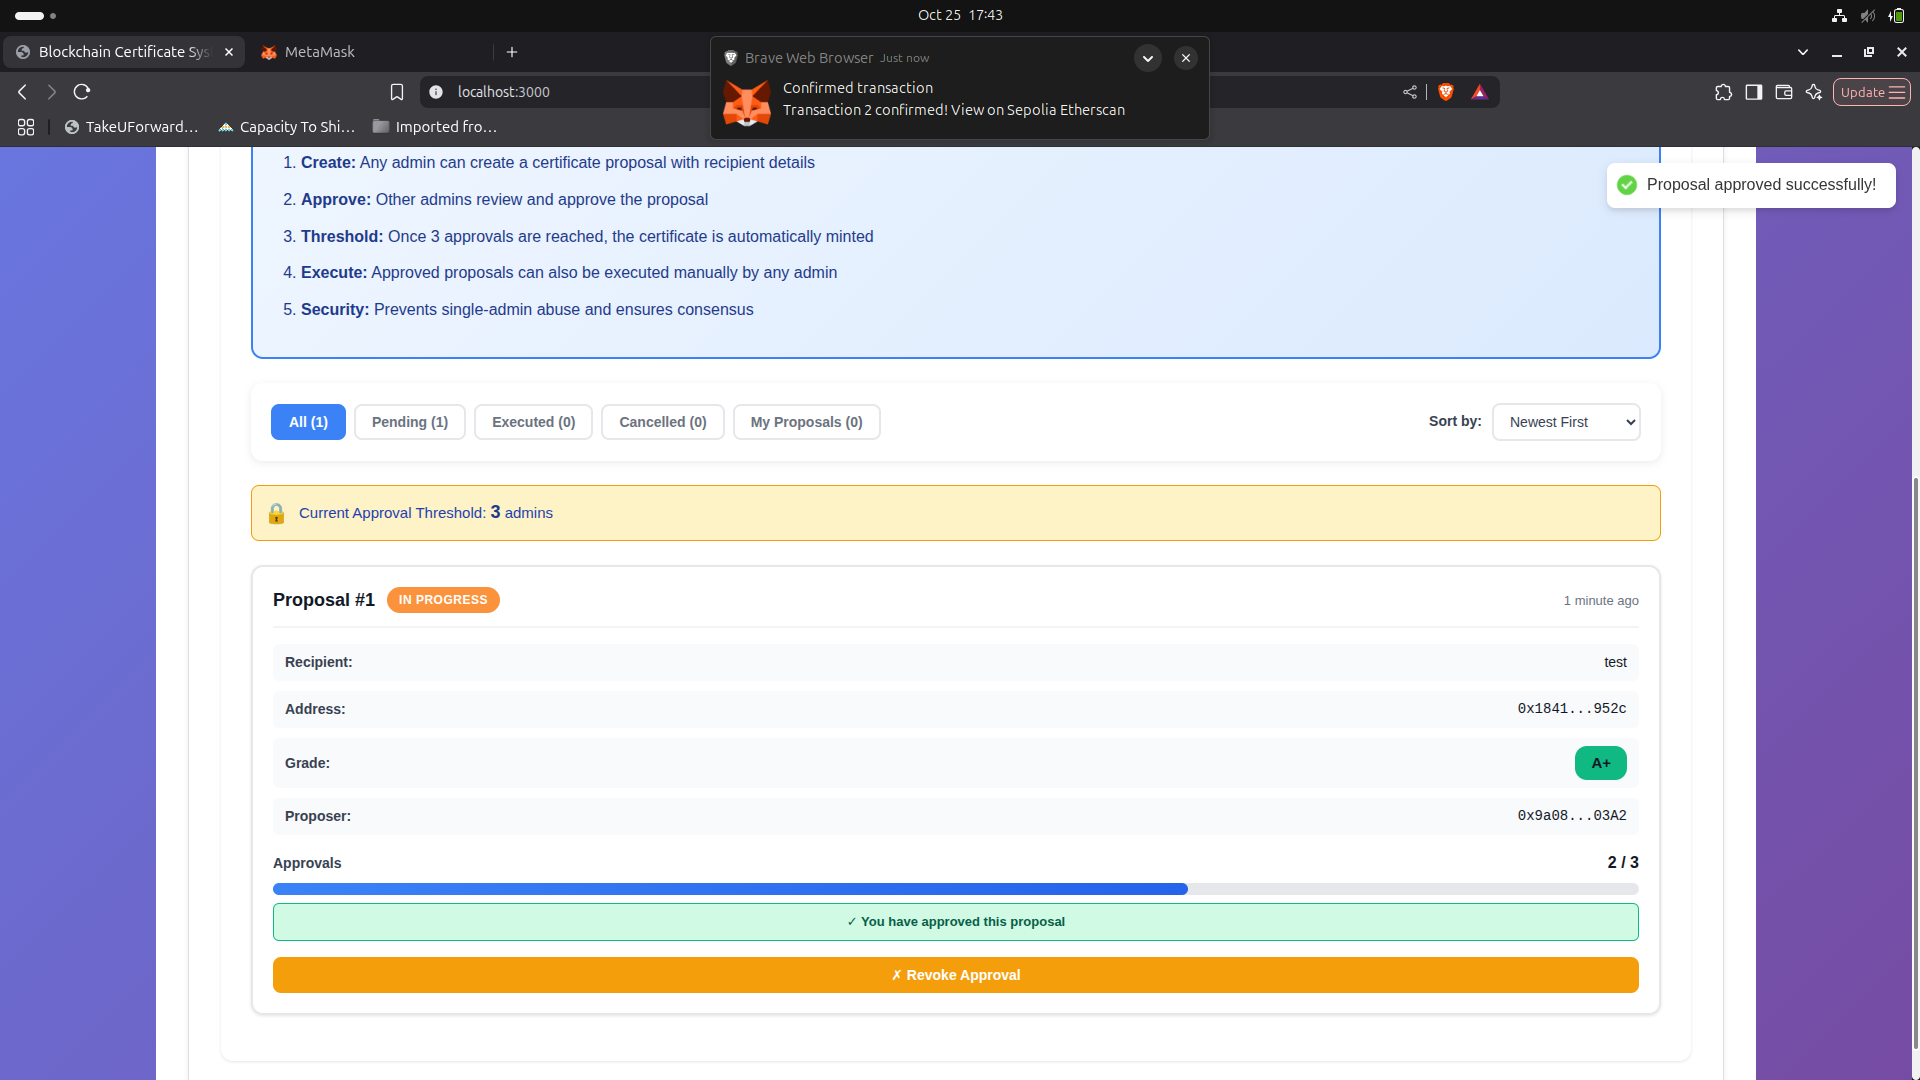 Oct 25 17:43
Blockchain Certificate Sys
MetaMask
localhost:3000
Update
TakeUForward...
Capacity To Shi...
Imported fro...
Brave Web Browser Just now
Confirmed transaction
Transaction 2 confirmed! View on Sepolia Etherscan
Proposal approved successfully!
1. Create: Any admin can create a certificate proposal with recipient details
2. Approve: Other admins review and approve the proposal
3. Threshold: Once 3 approvals are reached, the certificate is automatically minted
4. Execute: Approved proposals can also be executed manually by any admin
5. Security: Prevents single-admin abuse and ensures consensus
All (1)
Pending (1)
Executed (0)
Cancelled (0)
My Proposals (0)
Sort by:
Newest First
Current Approval Threshold: 3 admins
Proposal #1
IN PROGRESS
1 minute ago
Recipient:
test
Address:
0x1841...952c
Grade:
A+
Proposer:
0x9a08...03A2
Approvals
2 / 3
✓ You have approved this proposal
✗ Revoke Approval